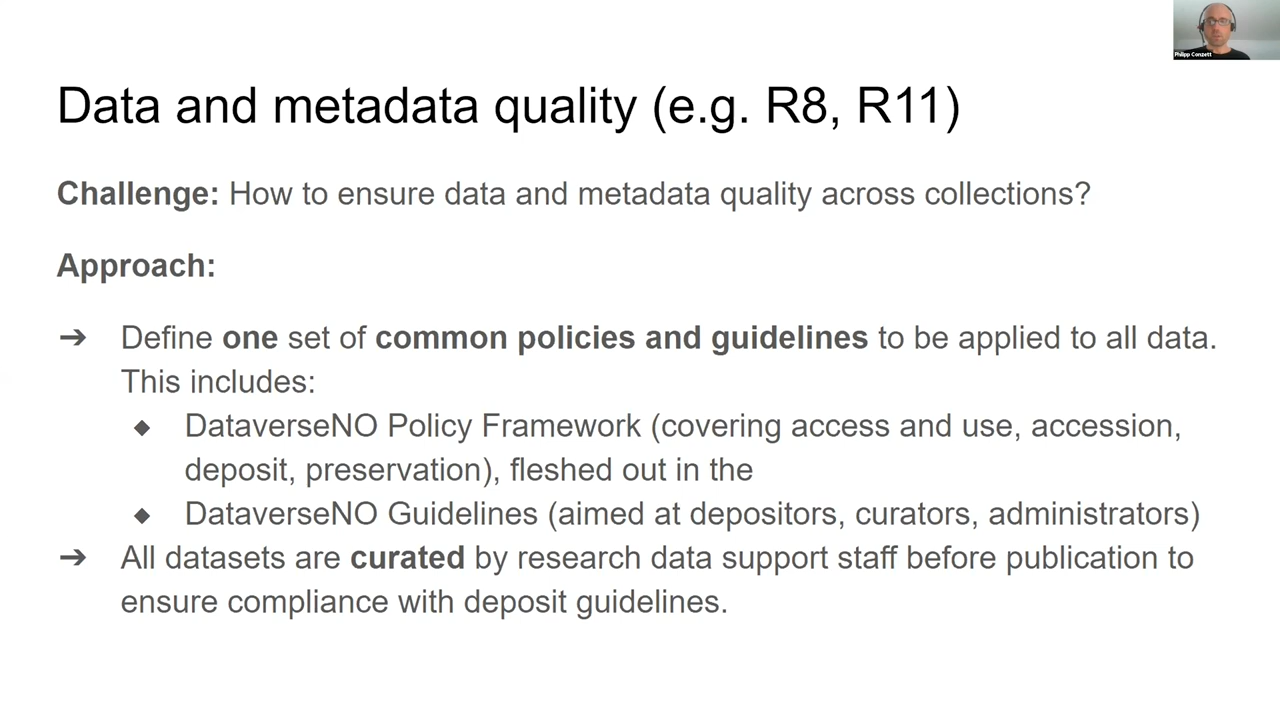 Philipp Conzett
Data and metadata quality (e.g. R8, R11)
Challenge: How to ensure data and metadata quality across collections?
Approach:
➔ Define one set of common policies and guidelines to be applied to all data.
This includes:
◆ DataverseNO Policy Framework (covering access and use, accession,
deposit, preservation), fleshed out in the
◆ DataverseNO Guidelines (aimed at depositors, curators, administrators)
➔ All datasets are curated by research data support staff before publication to
ensure compliance with deposit guidelines.